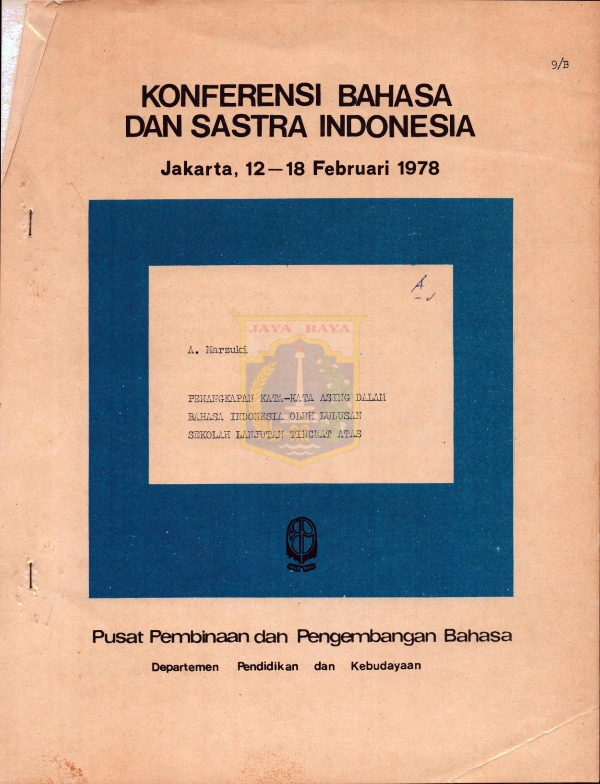 9/B
KONFERENSI BAHASA
DAN SASTRA INDONESIA
Jakarta, 12—18 Februari 1978
A
JAYA RAYA
A. Marzuki
PENANGKAPAN KATA-KATA ASING DALAM
BAHASA INDONESIA OLEH LULUSAN
SEKOLAH LANJUTAN TINGKAT ATAS
Pusat Pembinaan dan Pengembangan Bahasa
Departemen Pendidikan dan Kebudayaan